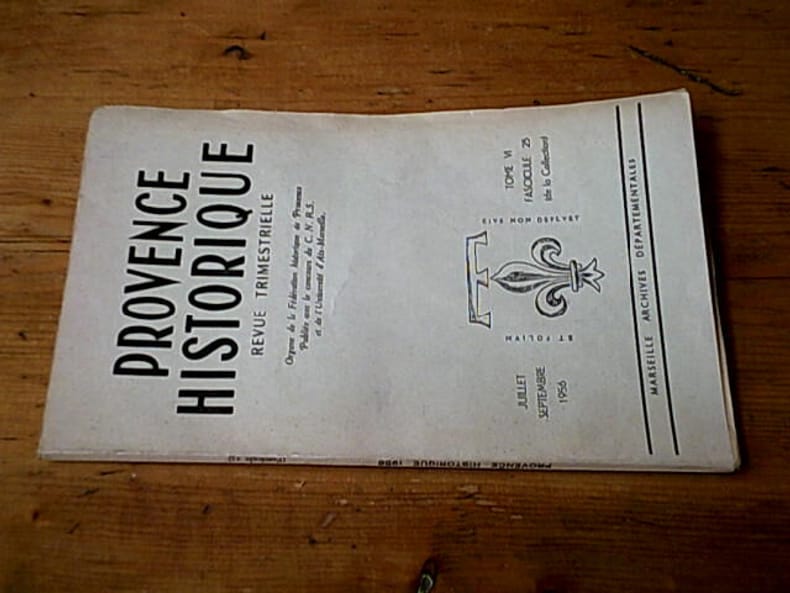 PROVENCE
HISTORIQUE
REVUE TRIMESTRIELLE
Organe de la Fédération historique de Provence
Publiée avec le concours du C. N. R. S.
et de l'Université d'Aix-Marseille.
JUILLET
SEPTEMBRE
1956
ET FOLIVM
DEFLVET
TOME VI
FASCICULE 25
(de la Collection)
MARSEILLE ARCHIVES DÉPARTEMENTALES
PROVENCE HISTORIQUE 1956